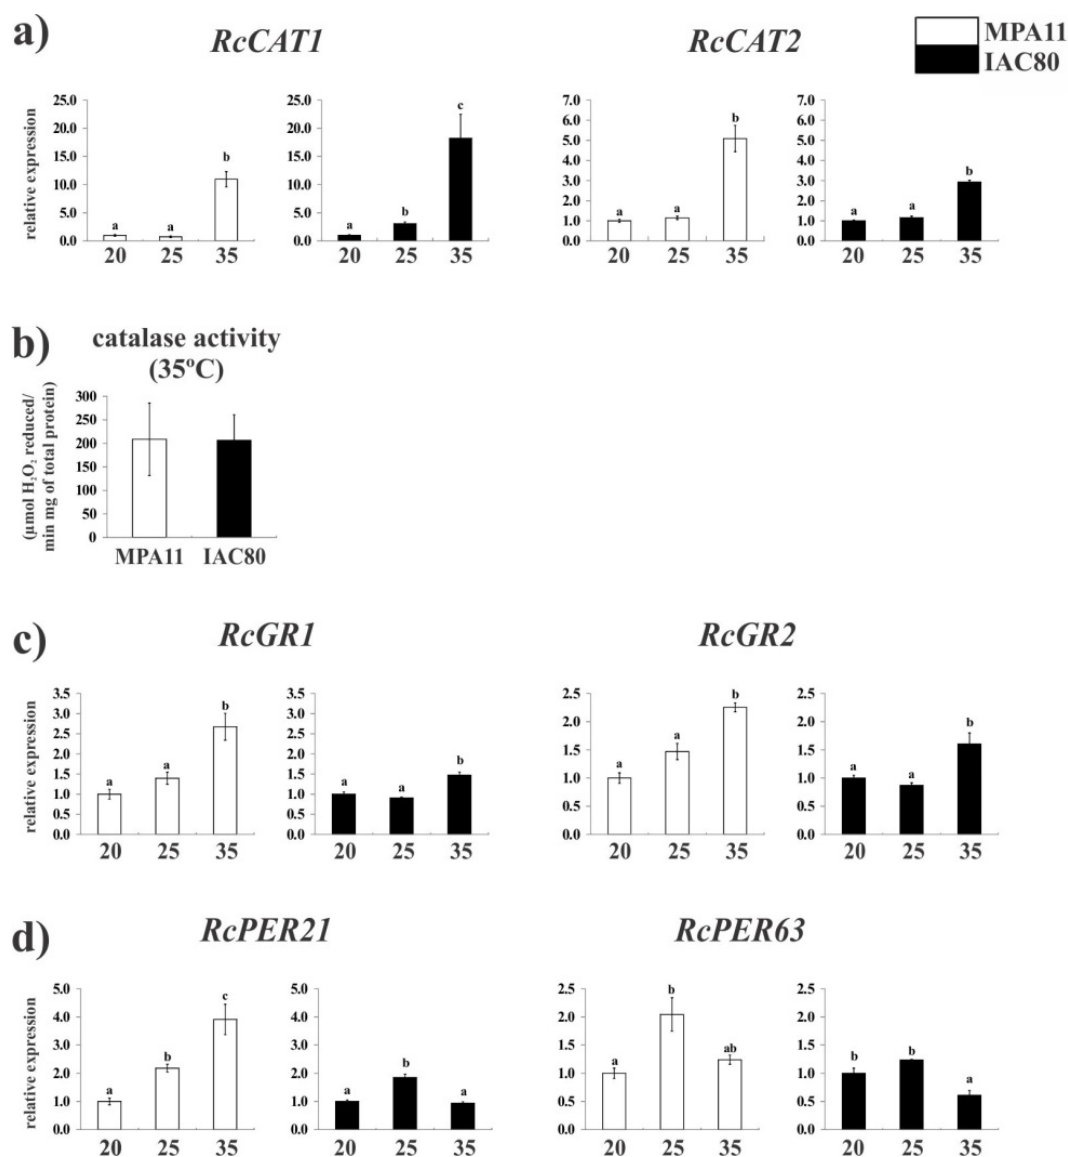 a)
RcCAT1
RcCAT2
MPA11
IAC80
relative expression
25.0
20.0
15.0
10.0
5.0
0.0
a
a
b
20 25 35
25.0
20.0
15.0
10.0
5.0
0.0
a
b
c
20 25 35
7.0
6.0
5.0
4.0
3.0
2.0
1.0
0.0
a
a
b
20 25 35
7.0
6.0
5.0
4.0
3.0
2.0
1.0
0.0
a
a
b
20 25 35
b)
catalase activity
(35ºC)
(µmol H₂O₂ reduced/
min mg of total protein)
300
250
200
150
100
50
0
MPA11 IAC80
c)
RcGR1
RcGR2
relative expression
3.5
3.0
2.5
2.0
1.5
1.0
0.5
0.0
a
a
b
20 25 35
3.5
3.0
2.5
2.0
1.5
1.0
0.5
0.0
a
a
b
20 25 35
2.5
2.0
1.5
1.0
0.5
0.0
a
a
b
20 25 35
2.5
2.0
1.5
1.0
0.5
0.0
a
a
b
20 25 35
d)
RcPER21
RcPER63
relative expression
5.0
4.0
3.0
2.0
1.0
0.0
a
b
c
20 25 35
5.0
4.0
3.0
2.0
1.0
0.0
a
b
a
20 25 35
2.5
2.0
1.5
1.0
0.5
0.0
a
b
ab
20 25 35
2.5
2.0
1.5
1.0
0.5
0.0
b
b
a
20 25 35